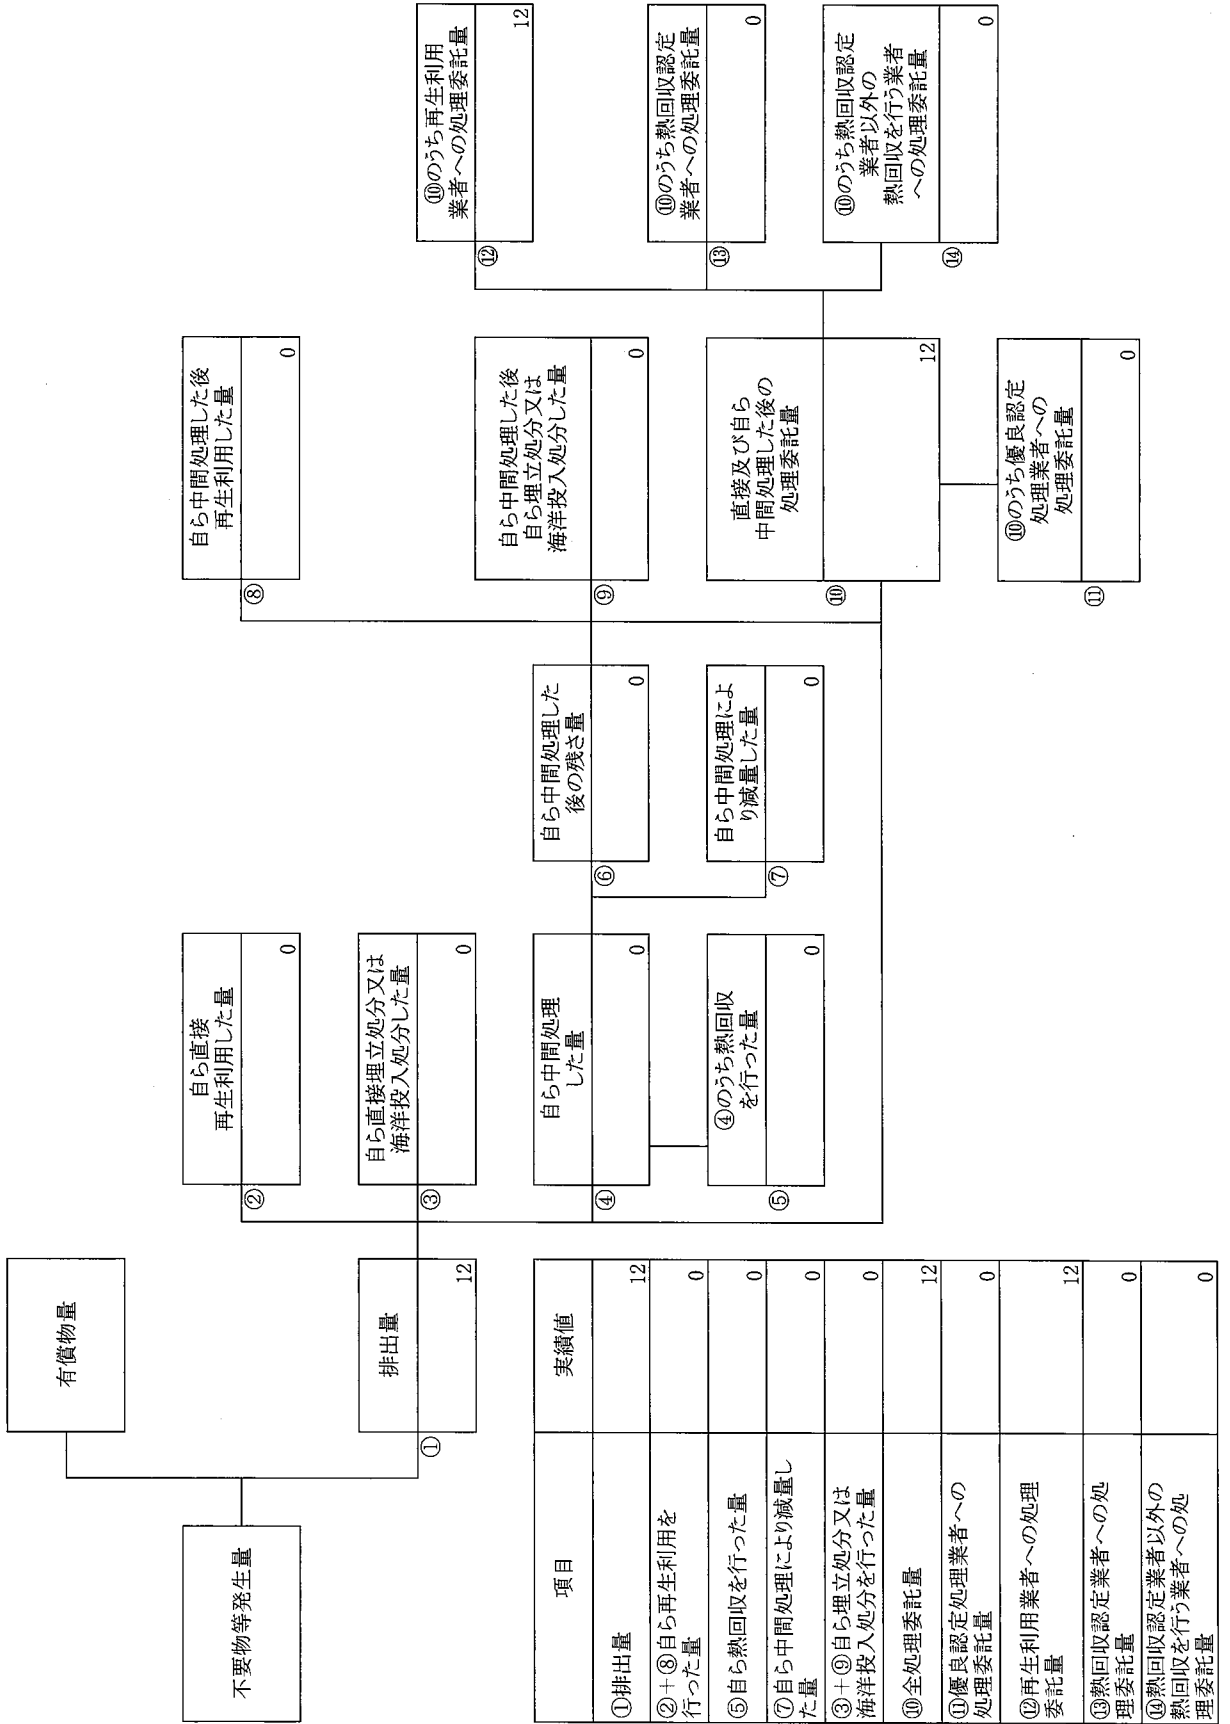 不要物等発生量
有償物量
①
排出量
12
②
自ら直接
再生利用した量
0
③
自ら直接埋立処分又は
海洋投入処分した量
0
④
自ら中間処理
した量
0
⑤
④のうち熱回収
を行った量
0
⑥
自ら中間処理した
後の残さ量
0
⑦
自ら中間処理によ
り減量した量
0
⑧
自ら中間処理した後
再生利用した量
0
⑨
自ら中間処理した後
自ら埋立処分又は
海洋投入処分した量
0
⑩
直接及び自ら
中間処理した後の
処理委託量
12
⑪
⑩のうち優良認定
処理業者への
処理委託量
0
⑫
⑩のうち再生利用
業者への処理委託量
12
⑬
⑩のうち熱回収認定
業者への処理委託量
0
⑭
⑩のうち熱回収認定
業者以外の
熱回収を行う業者
への処理委託量
0
項目
実績値
①排出量
12
②+⑧自ら再生利用を
行った量
0
⑤自ら熱回収を行った量
0
⑦自ら中間処理により減量し
た量
0
③+⑨自ら埋立処分又は
海洋投入処分を行った量
0
⑩全処理委託量
12
⑪優良認定処理業者への
処理委託量
0
⑫再生利用業者への処理
委託量
12
⑬熱回収認定業者への処
理委託量
0
⑭熱回収認定業者以外の
熱回収を行う業者への処
理委託量
0